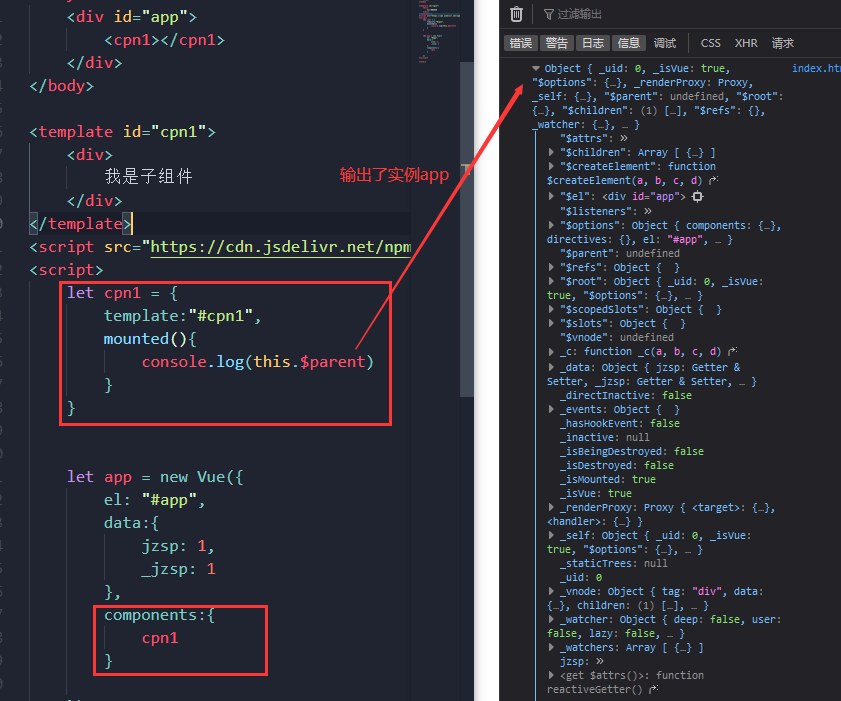 <div id="app">
<cpn1></cpn1>
</div>
</body>
<template id="cpn1">
<div>
我是子组件
</div>
</template>
<script src="https://cdn.jsdelivr.net/npm
<script>
let cpn1 = {
template:"#cpn1",
mounted(){
console.log(this.$parent)
}
}
let app = new Vue({
el: "#app",
data:{
jzsp: 1,
_jzsp: 1
},
components:{
cpn1
}
输出了实例app
过滤输出
错误 警告 日志 信息 调试 CSS XHR 请求
Object { _uid: 0, _isVue: true, index.htm
"$options": {…}, _renderProxy: Proxy,
_self: {…}, "$parent": undefined, "$root":
{…}, "$children": (1) […], "$refs": {},
_watcher: {…}, … }
"$attrs": »
"$children": Array [ {…} ]
"$createElement": function
$createElement(a, b, c, d)
"$el": <div id="app">
"$listeners": »
"$options": Object { components: {…},
directives: {}, el: "#app", … }
"$parent": undefined
"$refs": Object {  }
"$root": Object { _uid: 0, _isVue:
true, "$options": {…}, … }
"$scopedSlots": Object {  }
"$slots": Object {  }
"$vnode": undefined
_c: function _c(a, b, c, d)
_data: Object { jzsp: Getter &
Setter, _jzsp: Getter & Setter, … }
_directInactive: false
_events: Object {  }
_hasHookEvent: false
_inactive: null
_isBeingDestroyed: false
_isDestroyed: false
_isMounted: true
_isVue: true
_renderProxy: Proxy { <target>: {…},
<handler>: {…} }
_self: Object { _uid: 0, _isVue:
true, "$options": {…}, … }
_staticTrees: null
_uid: 0
_vnode: Object { tag: "div", data:
{…}, children: (1) […], … }
_watcher: Object { deep: false, user:
false, lazy: false, … }
_watchers: Array [ {…} ]
jzsp: »
<get $attrs()>: function
reactiveGetter()